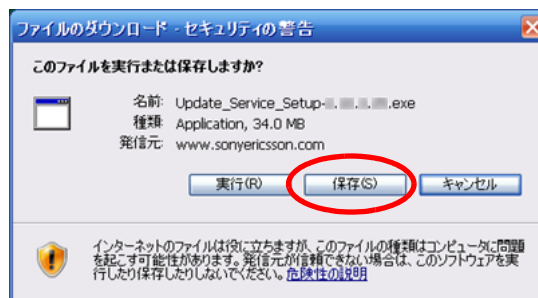 ファイルのダウンロード - セキュリティの警告
このファイルを実行または保存しますか?
名前: Update_Service_Setup-. . . .exe
種類: Application, 34.0 MB
発信元: www.sonyericsson.com
実行(R) 保存(S) キャンセル
インターネットのファイルは役に立ちますが、このファイルの種類はコンピュータに問題
を起こす可能性があります。発信元が信頼できない場合は、このソフトウェアを実
行したり保存したりしないでください。危険性の説明